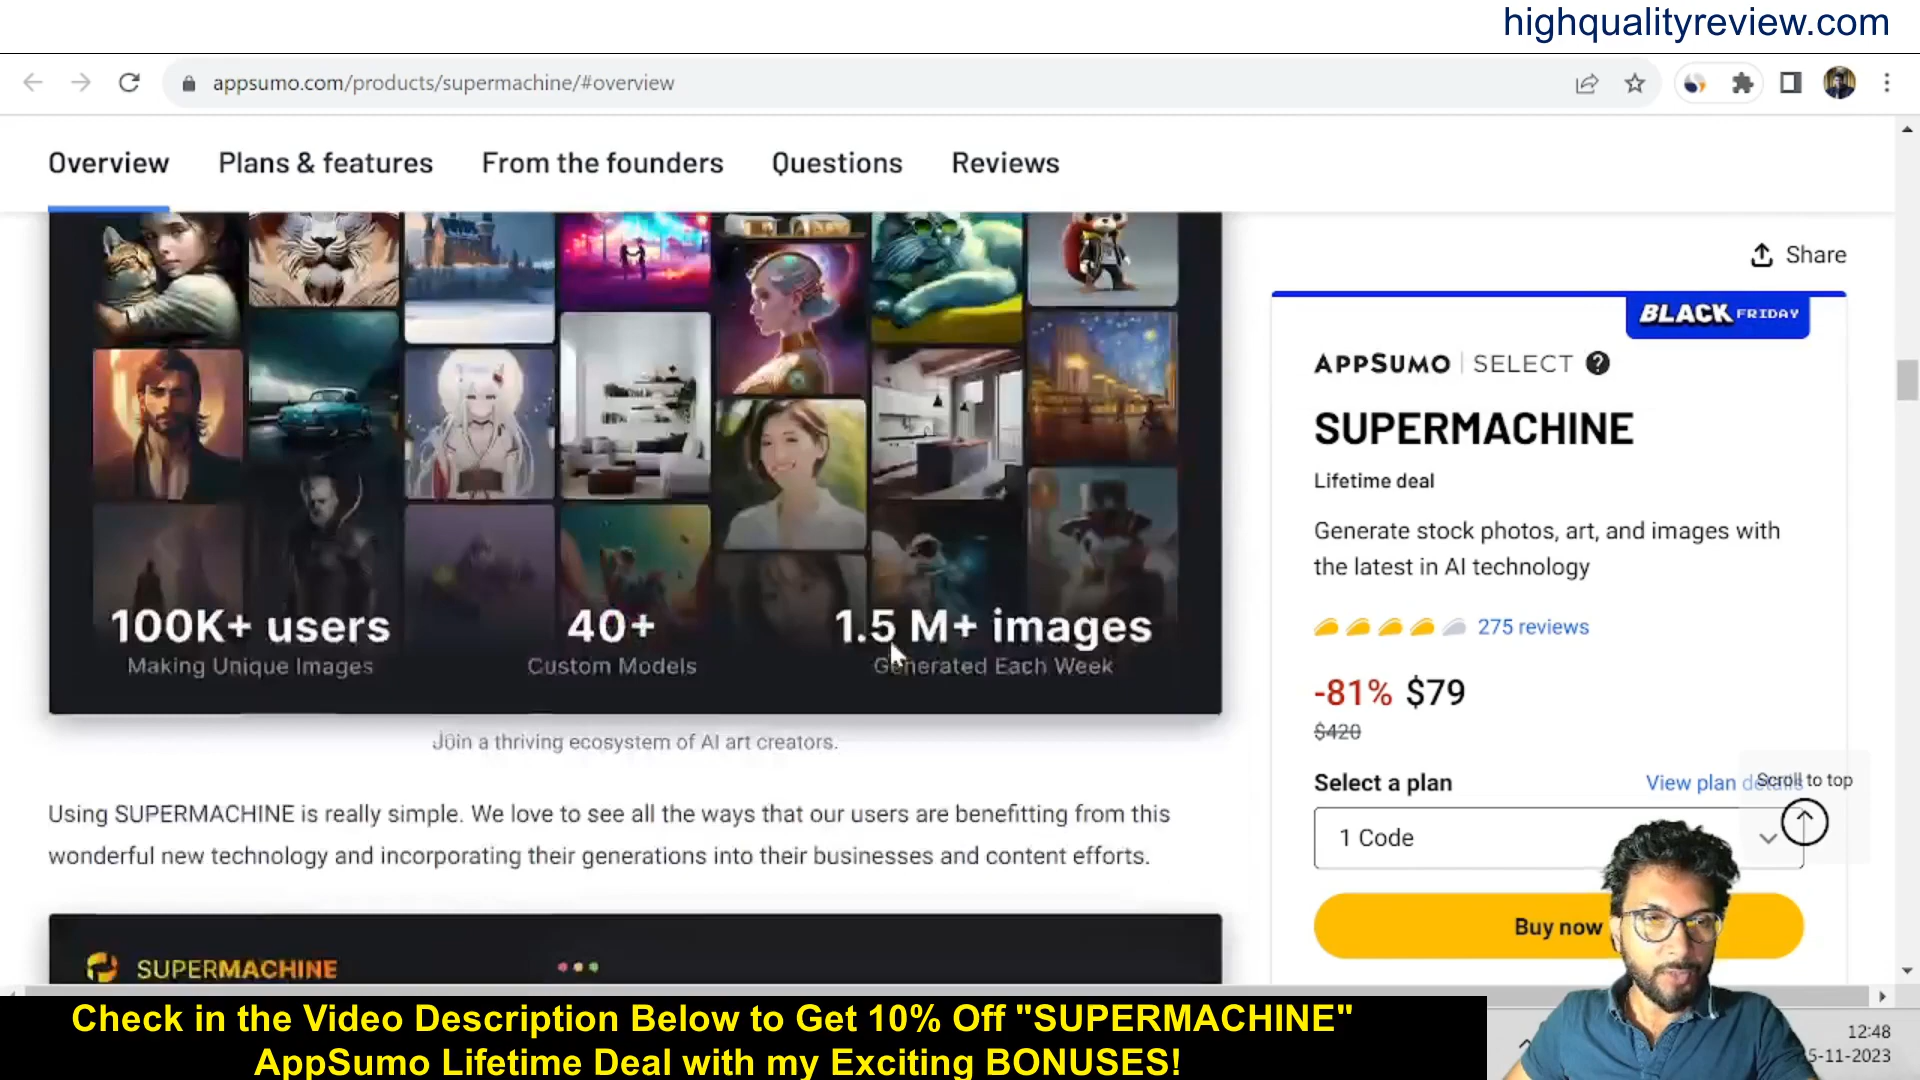 highqualityreview.com
appsumo.com/products/supermachine/#overview
Overview
Plans & features
From the founders
Questions
Reviews
Share
BLACK FRIDAY
APPSUMO | SELECT ?
SUPERMACHINE
Lifetime deal
Generate stock photos, art, and images with
the latest in AI technology
275 reviews
-81% $79
$420
Select a plan
View plan
Scroll to top
1 Code
Buy now
100K+ users
Making Unique Images
40+
Custom Models
1.5 M+ images
Generated Each Week
Join a thriving ecosystem of AI art creators.
Using SUPERMACHINE is really simple. We love to see all the ways that our users are benefitting from this
wonderful new technology and incorporating their generations into their businesses and content efforts.
SUPERMACHINE
Check in the Video Description Below to Get 10% Off "SUPERMACHINE"
AppSumo Lifetime Deal with my Exciting BONUSES!
12:48
5-11-2023